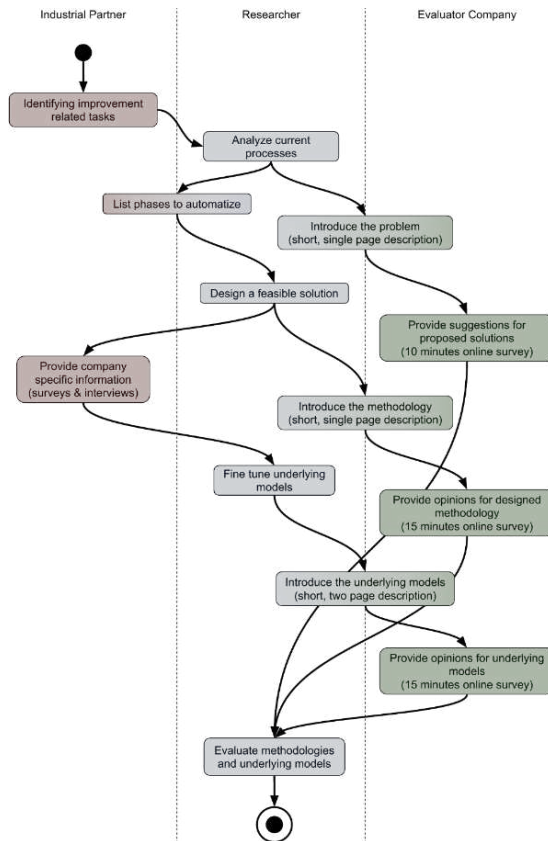 Industrial Partner
Researcher
Evaluator Company
Identifying improvement
related tasks
Analyze current
processes
List phases to automatize
Introduce the problem
(short, single page description)
Design a feasible solution
Provide suggestions for
proposed solutions
(10 minutes online survey)
Provide company
specific information
(surveys & interviews)
Introduce the methodology
(short, single page description)
Fine tune underlying
models
Provide opinions for designed
methodology
(15 minutes online survey)
Introduce the underlying models
(short, two page description)
Provide opinions for underlying
models
(15 minutes online survey)
Evaluate methodologies
and underlying models